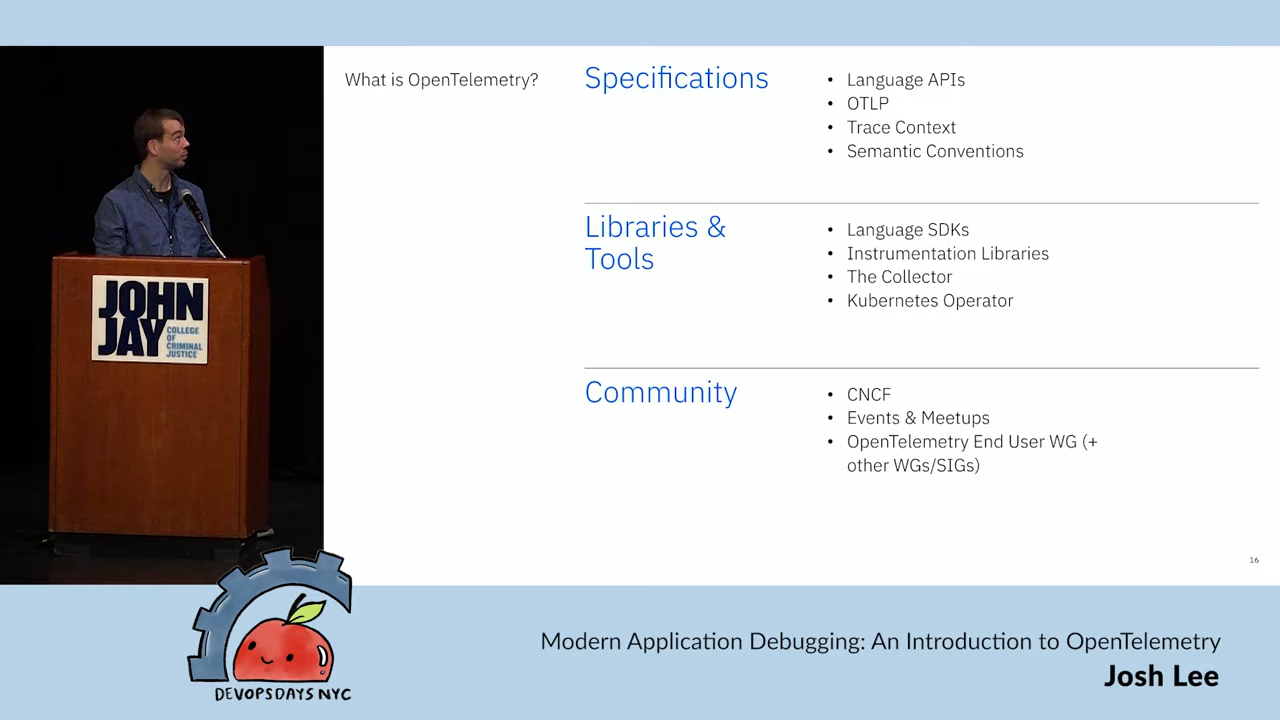 What is OpenTelemetry?
Specifications
• Language APIs
• OTLP
• Trace Context
• Semantic Conventions
Libraries &
Tools
• Language SDKs
• Instrumentation Libraries
• The Collector
• Kubernetes Operator
Community
• CNCF
• Events & Meetups
• OpenTelemetry End User WG (+
other WGs/SIGs)
16
JOHN
JAY
COLLEGE
OF
CRIMINAL
JUSTICE
DEVOPSDAYS NYC
Modern Application Debugging: An Introduction to OpenTelemetry
Josh Lee